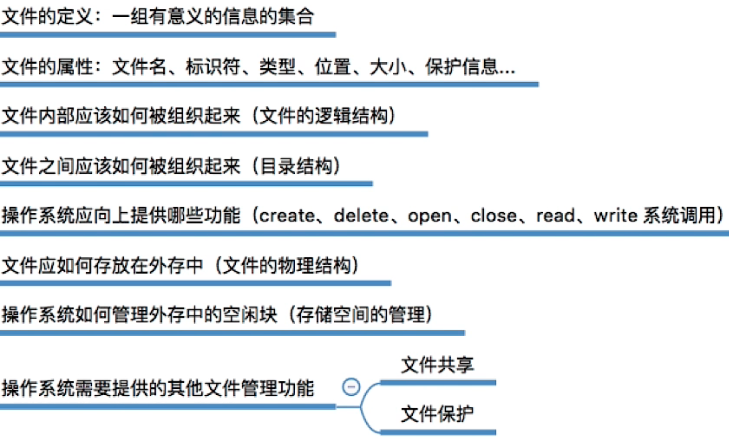 文件的定义：一组有意义的信息的集合
文件的属性：文件名、标识符、类型、位置、大小、保护信息...
文件内部应该如何被组织起来（文件的逻辑结构）
文件之间应该如何被组织起来（目录结构）
操作系统应向上提供哪些功能（create、delete、open、close、read、write 系统调用）
文件应如何存放在外存中（文件的物理结构）
操作系统如何管理外存中的空闲块（存储空间的管理）
操作系统需要提供的其他文件管理功能
文件共享
文件保护